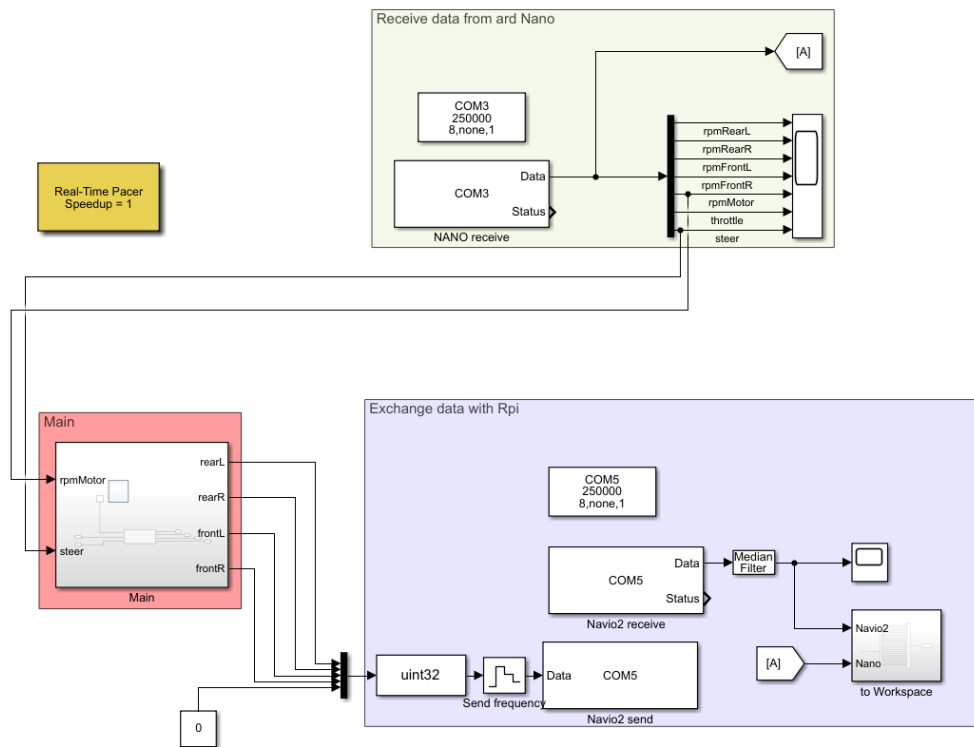 Receive data from ard Nano
[A]
COM3
250000
8,none,1
rpmRearL
rpmRearR
rpmFrontL
rpmFrontR
rpmMotor
throttle
steer
Data
COM3
Status
NANO receive
Real-Time Pacer
Speedup = 1
Main
rpmMotor
steer
rearL
rearR
frontL
frontR
Main
0
Exchange data with Rpi
COM5
250000
8,none,1
Data
COM5
Status
Navio2 receive
Median
Filter
Navio2
Nano
to Workspace
[A]
uint32
Send frequency
Data
COM5
Navio2 send